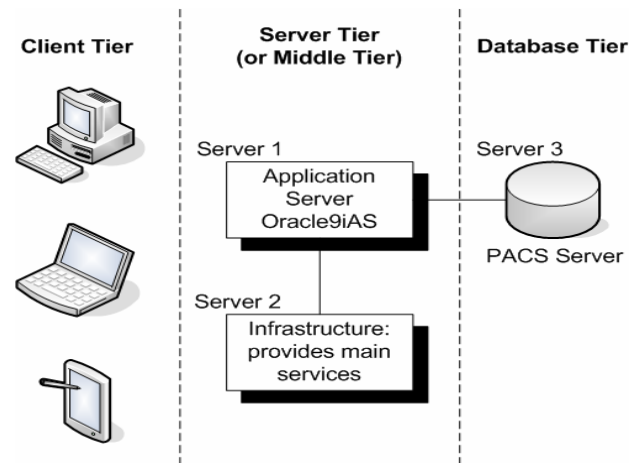 Client Tier
Server Tier
(or Middle Tier)
Database Tier
Server 1
Application
Server
Oracle9iAS
Server 2
Infrastructure:
provides main
services
Server 3
PACS Server